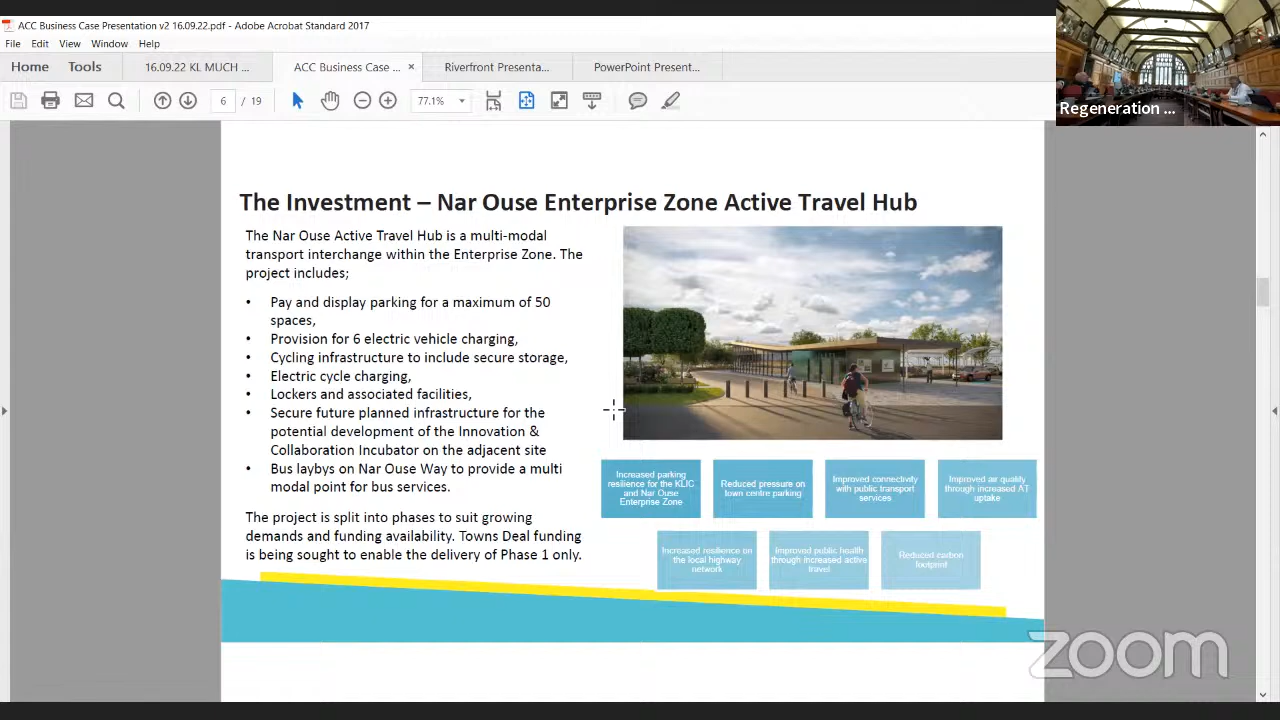 ACC Business Case Presentation v2 16.09.22.pdf - Adobe Acrobat Standard 2017
File Edit View Window Help
Home Tools 16.09.22 KL MUCH ... ACC Business Case ... × PowerPoint Presenta... PowerPoint Present...
6 / 19 77.1%
Regeneration ...
The Investment – Nar Ouse Enterprise Zone Active Travel Hub
The Nar Ouse Active Travel Hub is a multi-modal
transport interchange within the Enterprise Zone. The
project includes;
• Pay and display parking for a maximum of 50
spaces,
• Provision for 6 electric vehicle charging,
• Cycling infrastructure to include secure storage,
• Electric cycle charging,
• Lockers and associated facilities,
• Secure future planned infrastructure for the
potential development of the Innovation &
Collaboration Incubator on the adjacent site
• Bus laybys on Nar Ouse Way to provide a multi
modal point for bus services.
The project is split into phases to suit growing
demands and funding availability. Towns Deal funding
is being sought to enable the delivery of Phase 1 only.
Increased parking
resilience for the KLIC
and Nar Ouse
Enterprise Zone
Reduced pressure on
town centre parking
Improved connectivity
with public transport
services
Improved air quality
through increased AT
uptake
Increased resilience on
the local highway
network
Improved public health
through increased active
travel
Reduced carbon
footprint
zoom